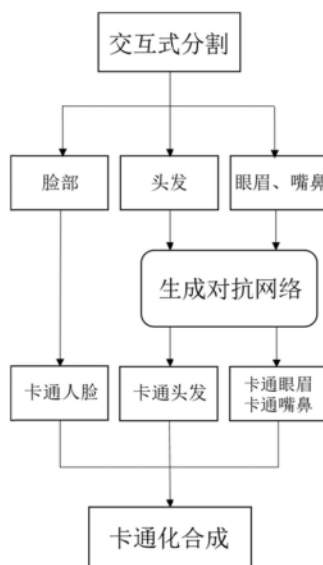 交互式分割
脸部
头发
眼眉、嘴鼻
生成对抗网络
卡通人脸
卡通头发
卡通眼眉
卡通嘴鼻
卡通化合成